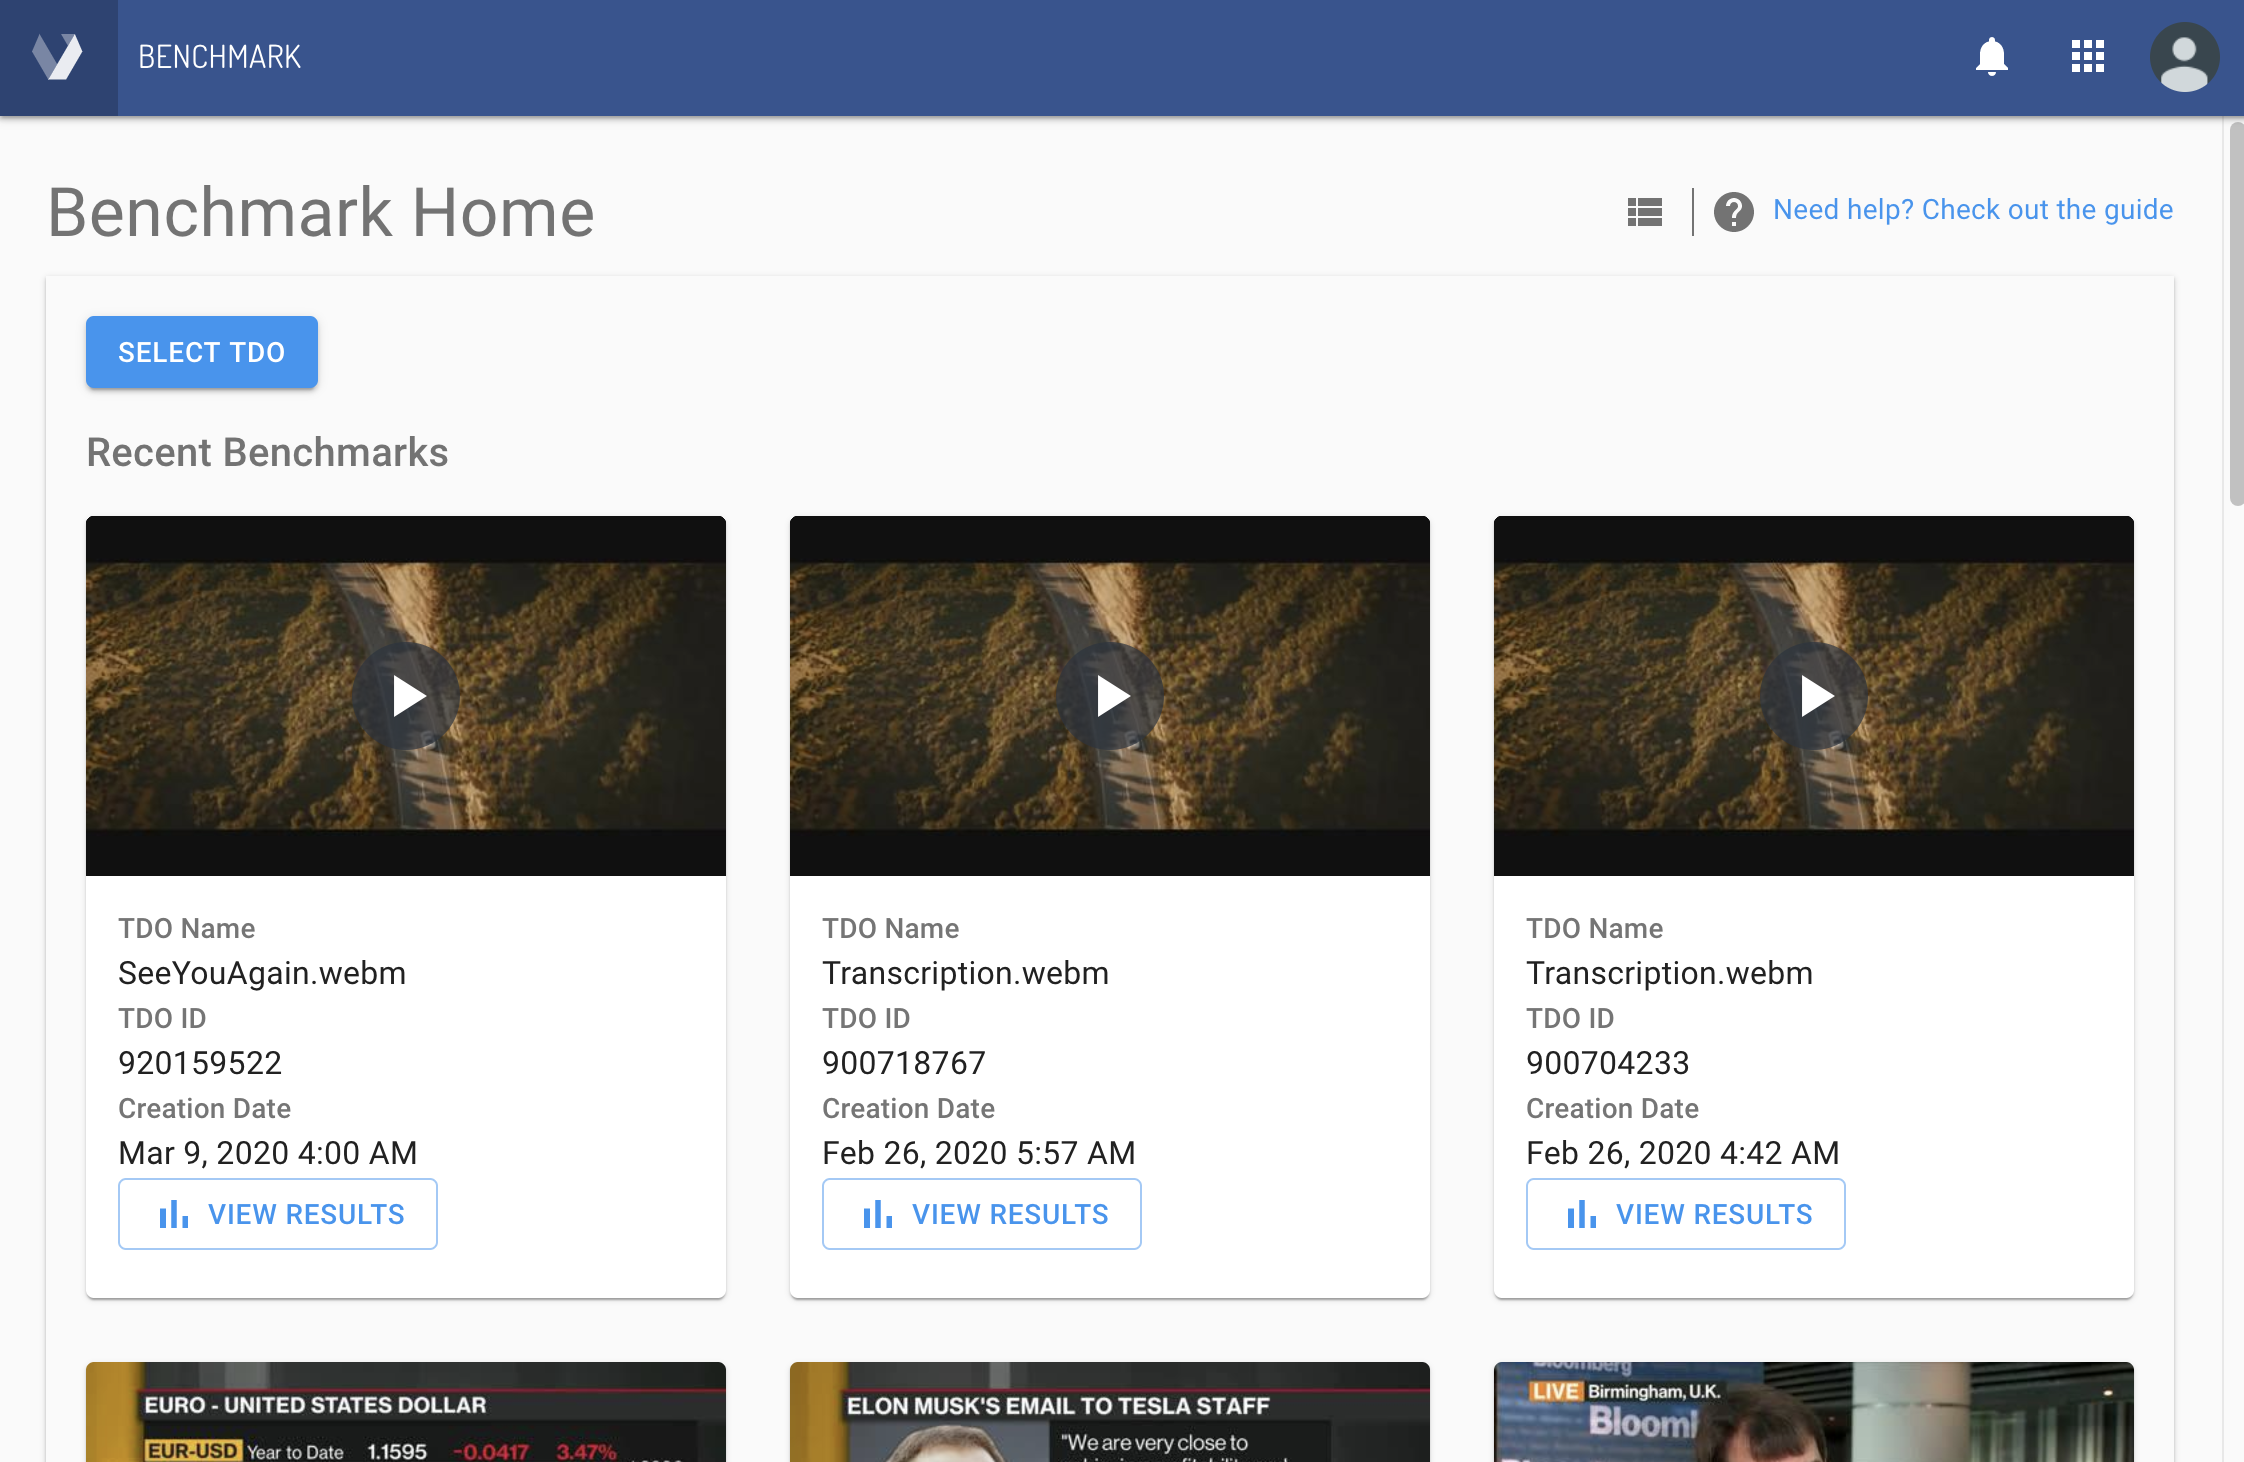 BENCHMARK
Benchmark Home
Need help? Check out the guide
SELECT TDO
Recent Benchmarks
TDO Name
SeeYouAgain.webm
TDO ID
920159522
Creation Date
Mar 9, 2020 4:00 AM
VIEW RESULTS
TDO Name
Transcription.webm
TDO ID
900718767
Creation Date
Feb 26, 2020 5:57 AM
VIEW RESULTS
TDO Name
Transcription.webm
TDO ID
900704233
Creation Date
Feb 26, 2020 4:42 AM
VIEW RESULTS
EURO - UNITED STATES DOLLAR
EUR-USD Year to Date 1.1595 -0.0417 3.47%
ELON MUSK'S EMAIL TO TESLA STAFF
"We are very close to
Bloomberg
LIVE Birmingham, U.K.
Bloom